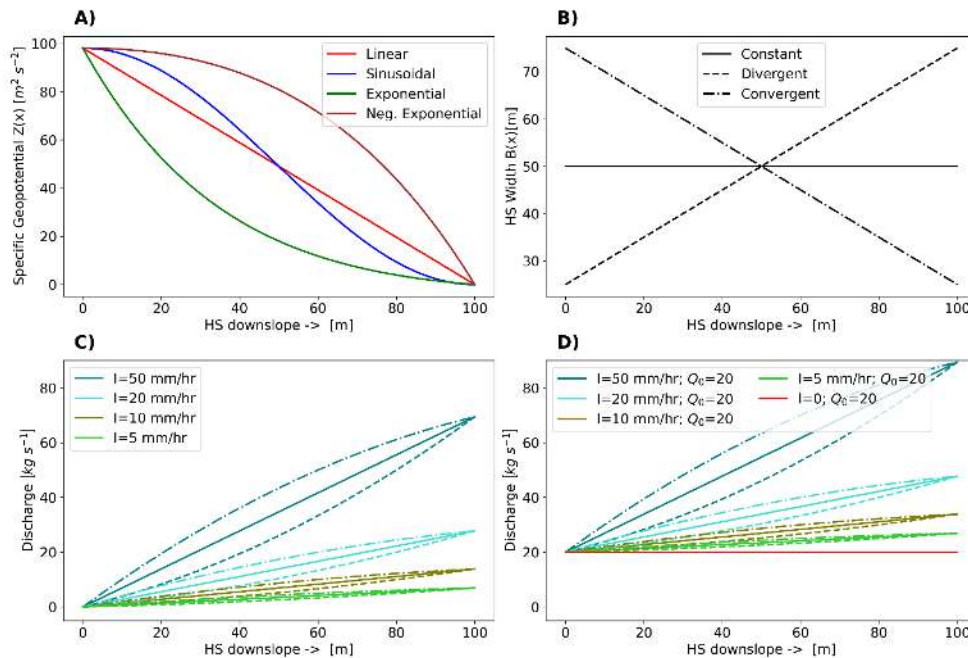 A)
Specific Geopotential Z(x) [m² s⁻²]
100
80
60
40
20
0
Linear
Sinusoidal
Exponential
Neg. Exponential
0 20 40 60 80 100
HS downslope -> [m]
B)
HS Width B(x)[m]
70
60
50
40
30
Constant
Divergent
Convergent
0 20 40 60 80 100
HS downslope -> [m]
C)
Discharge [kg s⁻¹]
80
60
40
20
0
I=50 mm/hr
I=20 mm/hr
I=10 mm/hr
I=5 mm/hr
0 20 40 60 80 100
HS downslope -> [m]
D)
Discharge [kg s⁻¹]
80
60
40
20
0
I=50 mm/hr; Q₀=20
I=20 mm/hr; Q₀=20
I=10 mm/hr; Q₀=20
I=5 mm/hr; Q₀=20
I=0; Q₀=20
0 20 40 60 80 100
HS downslope -> [m]